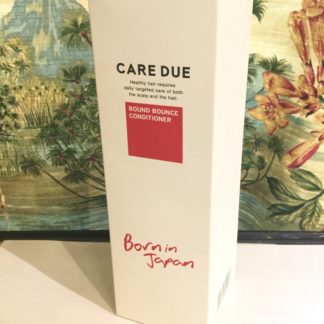 CARE DUE
Healthy hair requires
daily targeted care of both
the scalp and the hair
BOUND BOUNCE
CONDITIONER
Born in
Japan